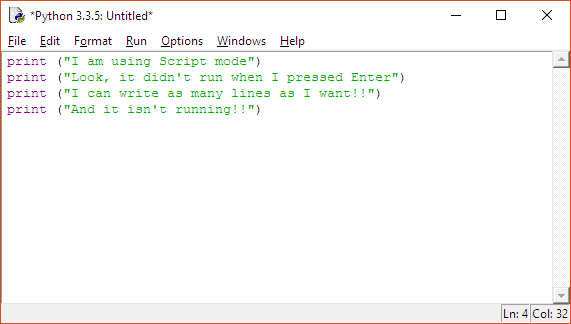 *Python 3.3.5: Untitled*
File Edit Format Run Options Windows Help
print ("I am using Script mode")
print ("Look, it didn't run when I pressed Enter")
print ("I can write as many lines as I want!!")
print ("And it isn't running!!")
Ln: 4 Col: 32